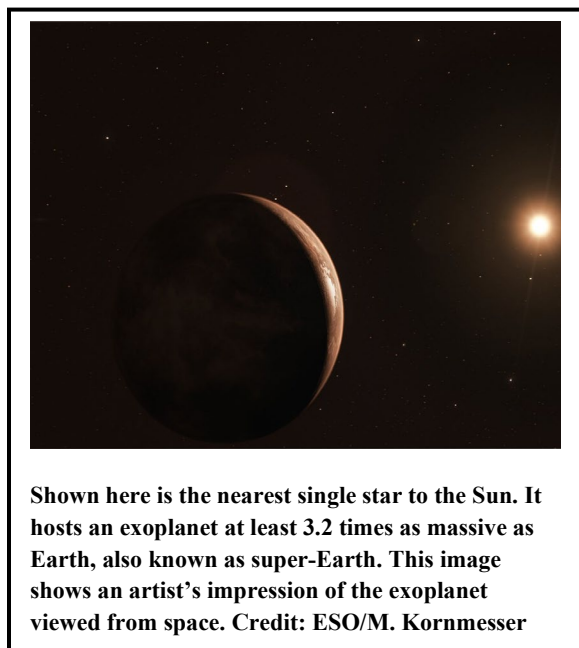 Shown here is the nearest single star to the Sun. It
hosts an exoplanet at least 3.2 times as massive as
Earth, also known as super-Earth. This image
shows an artist’s impression of the exoplanet
viewed from space. Credit: ESO/M. Kornmesser